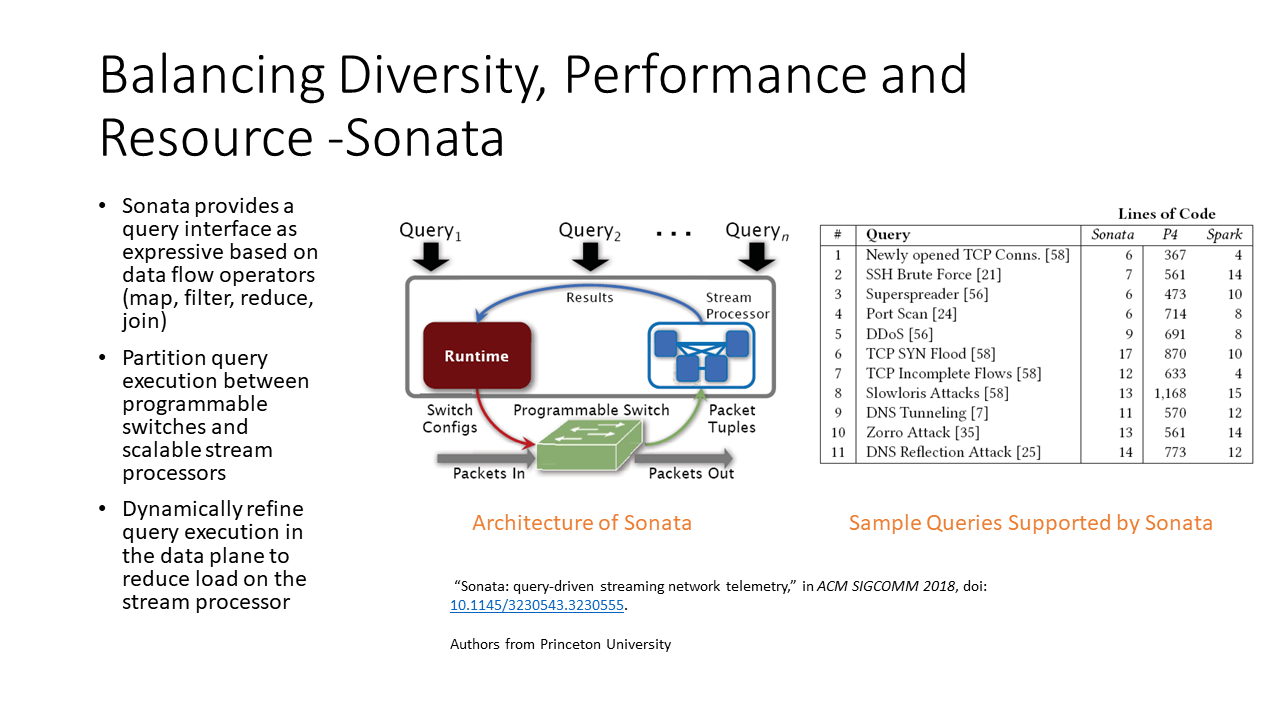 Balancing Diversity, Performance and
Resource -Sonata
• Sonata provides a
query interface as
expressive based on
data flow operators
(map, filter, reduce,
join)
• Partition query
execution between
programmable
switches and
scalable stream
processors
• Dynamically refine
query execution in
the data plane to
reduce load on the
stream processor
Query1 Query2 ... Queryn
Results
Stream
Processor
Runtime
Switch
Configs
Programmable Switch
Packet
Tuples
Packets In
Packets Out
Architecture of Sonata
Lines of Code
# Query Sonata P4 Spark
1 Newly opened TCP Conns. [58] 6 367 4
2 SSH Brute Force [21] 7 561 14
3 Superspreader [56] 6 473 10
4 Port Scan [24] 6 714 8
5 DDoS [56] 9 691 8
6 TCP SYN Flood [58] 17 870 10
7 TCP Incomplete Flows [58] 12 633 4
8 Slowloris Attacks [58] 13 1,168 15
9 DNS Tunneling [7] 11 570 12
10 Zorro Attack [35] 13 561 14
11 DNS Reflection Attack [25] 14 773 12
Sample Queries Supported by Sonata
“Sonata: query-driven streaming network telemetry,” in ACM SIGCOMM 2018, doi:
10.1145/3230543.3230555.
Authors from Princeton University